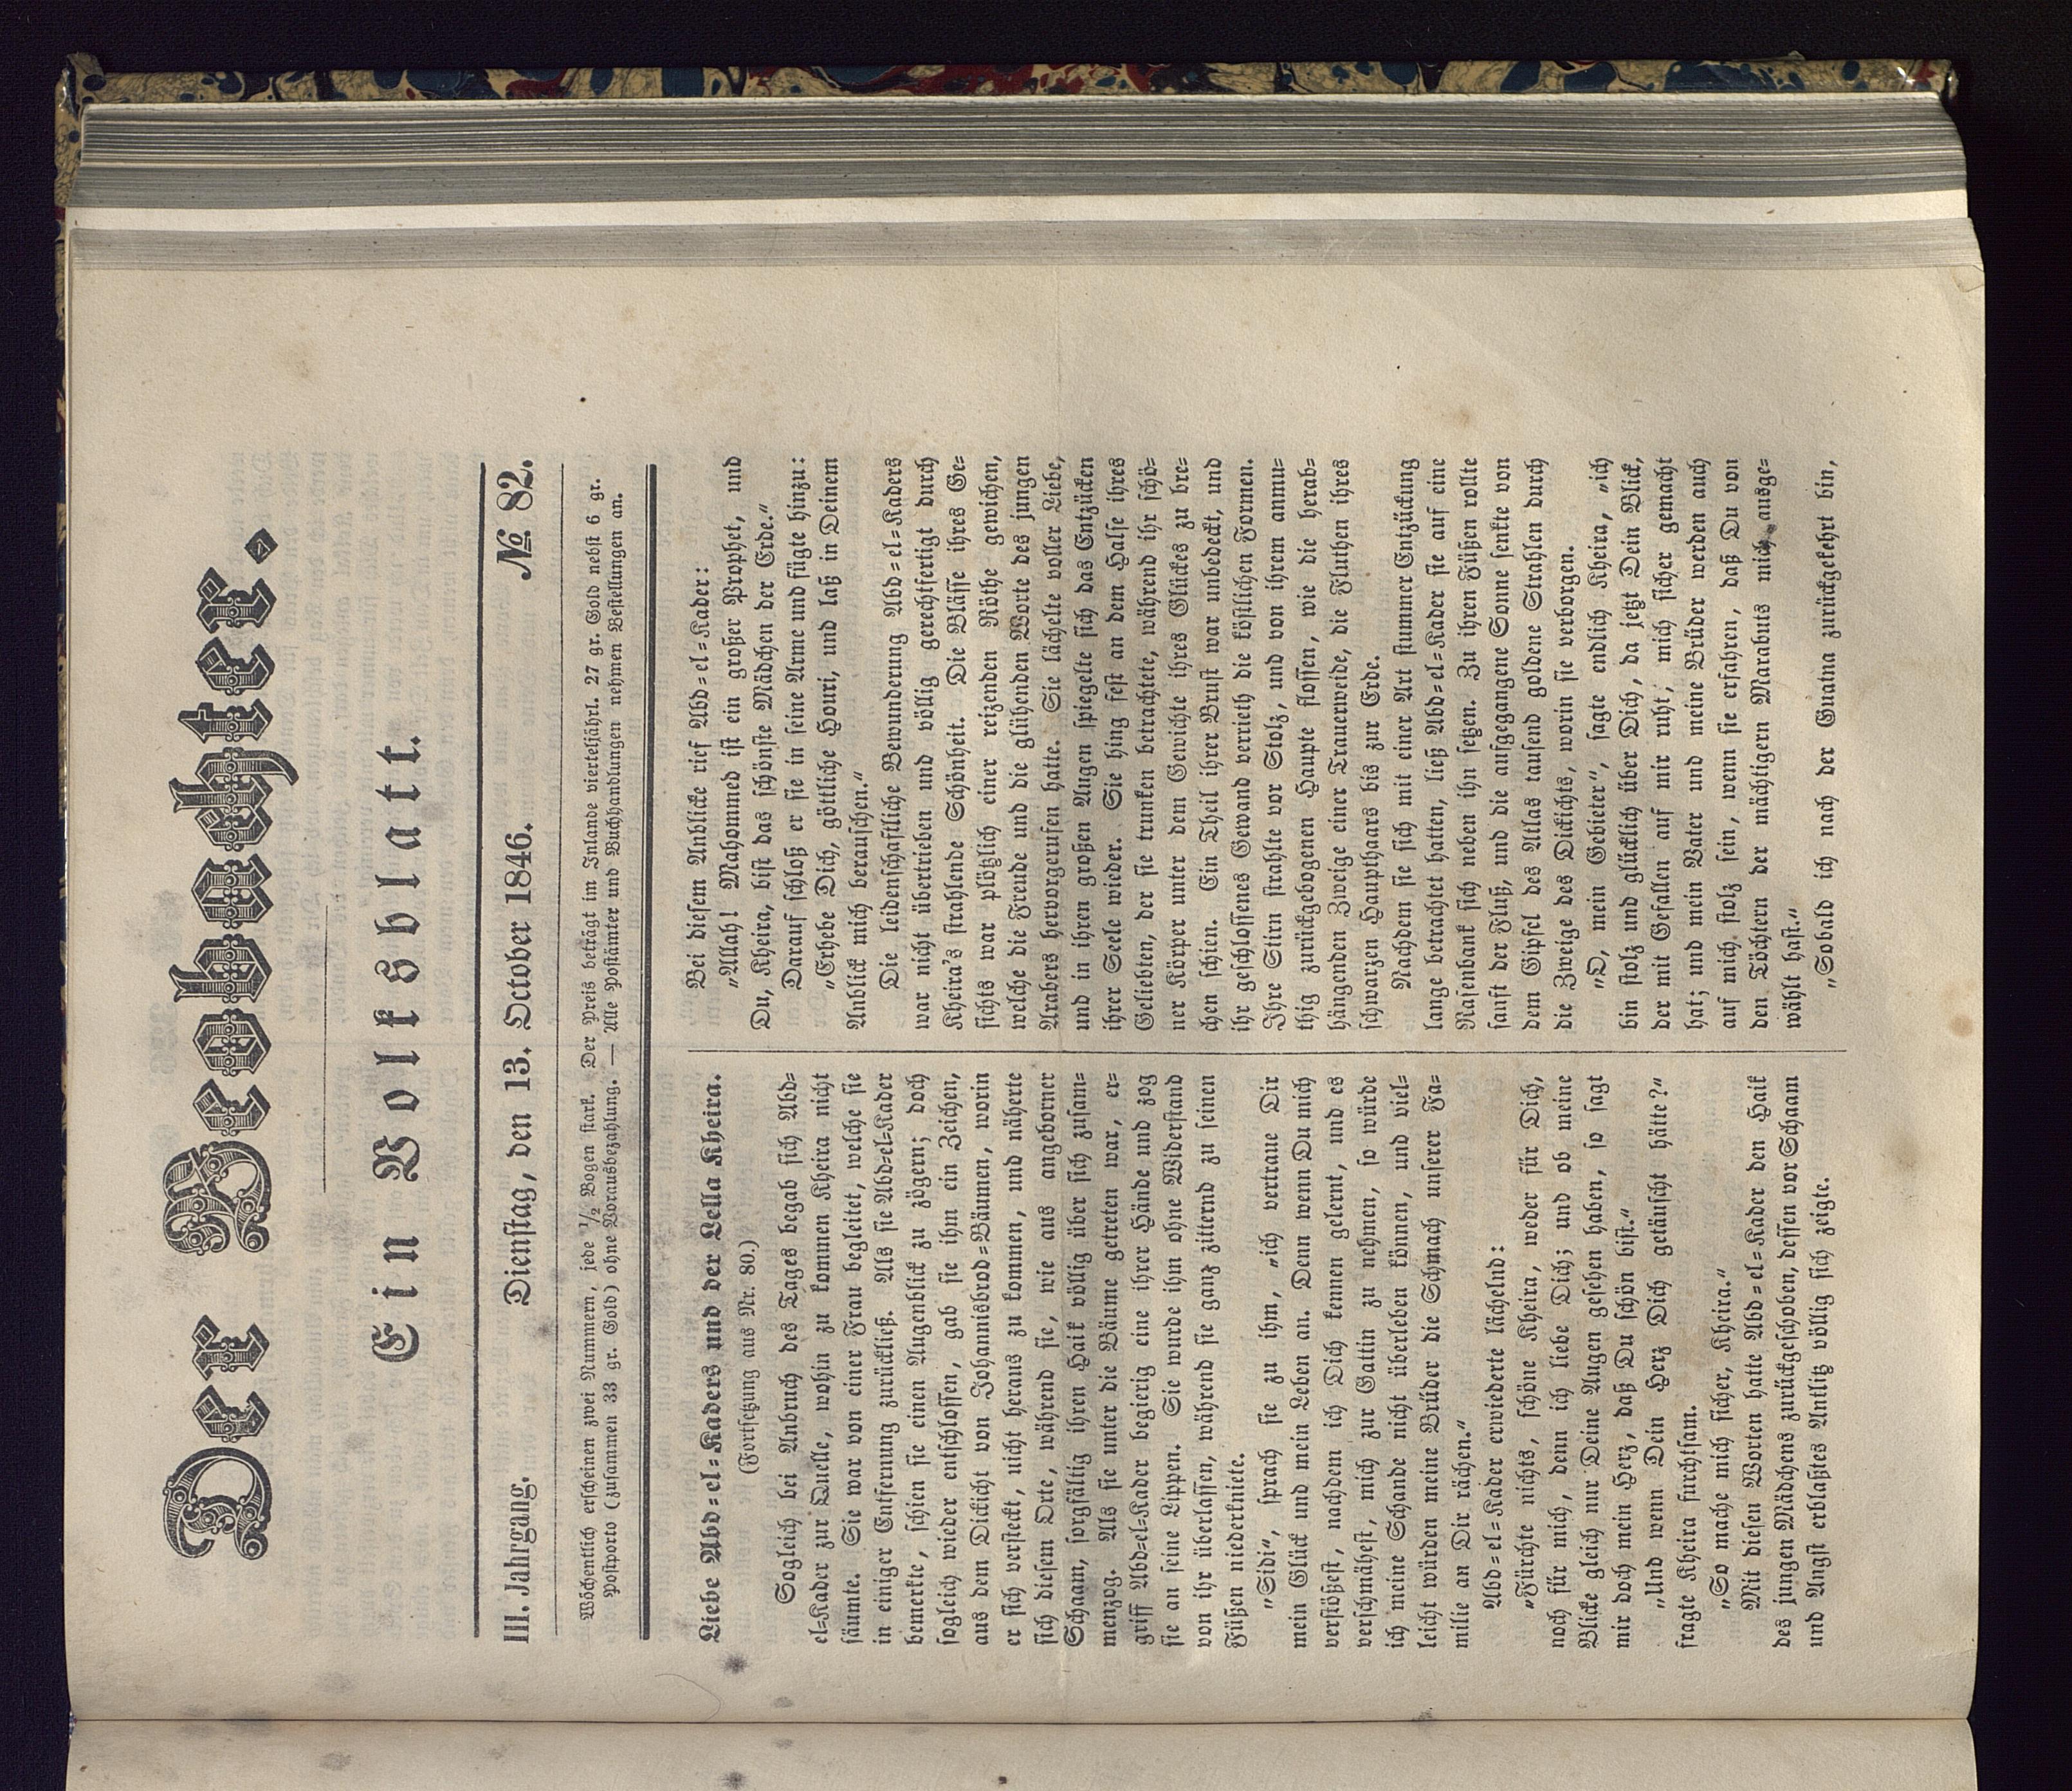 Der Beobachter.
Ein Volksblatt.
III. Jahrgang. Dienſtag, den 13. October 1846. № 82.
Wöchentlich erſcheinen zwei Nummern, jede 1/2 Bogen ſtark. Der Preis beträgt im Inlande vierteljährl. 27 gr. Gold nebſt 6 gr.
Poſtporto (zuſammen 33 gr. Gold) ohne Vorausbezahlung. — Alle Poſtämter und Buchhandlungen nehmen Beſtellungen an.
Liebe Abd=el=Kaders und der Lella Kheira.
(Fortſetzung aus Nr. 80.)
Sogleich bei Anbruch des Tages begab ſich Abd=
el=Kader zur Quelle, wohin zu kommen Kheira nicht
ſäumte. Sie war von einer Frau begleitet, welche ſie
in einiger Entfernung zurückließ. Als ſie Abd=el=Kader
bemerkte, ſchien ſie einen Augenblick zu zögern; doch
ſogleich wieder entſchloſſen, gab ſie ihm ein Zeichen,
aus dem Dickicht von Johannisbrod=Bäumen, worin
er ſich verſteckt, nicht heraus zu kommen, und näherte
ſich dieſem Orte, während ſie, wie aus angeborner
Schaam, ſorgfältig ihren Haik völlig über ſich zuſam=
menzog. Als ſie unter die Bäume getreten war, er=
griff Abd=el=Kader begierig eine ihrer Hände und zog
ſie an ſeine Lippen. Sie wurde ihm ohne Widerſtand
von ihr überlaſſen, während ſie ganz zitternd zu ſeinen
Füßen niederkniete.
„Sidi“, ſprach ſie zu ihm, „ich vertraue Dir
mein Glück und mein Leben an. Denn wenn Du mich
verſtößeſt, nachdem ich Dich kennen gelernt, und es
verſchmäheſt, mich zur Gattin zu nehmen, ſo würde
ich meine Schande nicht überleben können, und viel=
leicht würden meine Brüder die Schmach unſerer Fa=
milie an Dir rächen.“
Abd=el=Kader erwiederte lächelnd:
„Fürchte nichts, ſchöne Kheira, weder für Dich,
noch für mich, denn ich liebe Dich; und ob meine
Blicke gleich nur Deine Augen geſehen haben, ſo ſagt
mir doch mein Herz, daß Du ſchön biſt.“
„Und wenn Dein Herz Dich getäuſcht hätte?“
fragte Kheira furchtſam.
„So mache mich ſicher, Kheira.“
Mit dieſen Worten hatte Abd=el=Kader den Haik
des jungen Mädchens zurückgeſchoben, deſſen vor Schaam
und Angſt erblaßtes Antlitz völlig ſich zeigte.
Bei dieſem Anblicke rief Abd=el=Kader:
„Allah! Mahommed iſt ein großer Prophet, und
Du, Kheira, biſt das ſchönſte Mädchen der Erde.“
Darauf ſchloß er ſie in ſeine Arme und fügte hinzu:
„Erhebe Dich, göttliche Houri, und laß in Deinem
Anblick mich berauſchen.“
Die leidenſchaftliche Bewunderung Abd=el=Kaders
war nicht übertrieben und völlig gerechtfertigt durch
Kheira's ſtrahlende Schönheit. Die Bläſſe ihres Ge=
ſichts war plötzlich einer reizenden Röthe gewichen,
welche die Freude und die glühenden Worte des jungen
Arabers hervorgerufen hatte. Sie lächelte voller Liebe,
und in ihren großen Augen ſpiegelte ſich das Entzücken
ihrer Seele wieder. Sie hing feſt an dem Halſe ihres
Geliebten, der ſie trunken betrachtete, während ihr ſchö=
ner Körper unter dem Gewichte ihres Glückes zu bre=
chen ſchien. Ein Theil ihrer Bruſt war unbedeckt, und
ihr geſchloſſenes Gewand verrieth die köſtlichen Formen.
Ihre Stirn ſtrahlte vor Stolz, und von ihrem anmu=
thig zurückgebogenen Haupte floſſen, wie die herab=
hängenden Zweige einer Trauerweide, die Fluthen ihres
ſchwarzen Haupthaars bis zur Erde.
Nachdem ſie ſich mit einer Art ſtummer Entzückung
lange betrachtet hatten, ließ Abd=el=Kader ſie auf eine
Raſenbank ſich neben ihn ſetzen. Zu ihren Füßen rollte
ſanft der Fluß, und die aufgegangene Sonne ſenkte von
dem Gipfel des Atlas tauſend goldene Strahlen durch
die Zweige des Dickichts, worin ſie verborgen.
„O, mein Gebieter“, ſagte endlich Kheira, „ich
bin ſtolz und glücklich über Dich, da jetzt Dein Blick,
der mit Gefallen auf mir ruht, mich ſicher gemacht
hat; und mein Vater und meine Brüder werden auch
auf mich ſtolz ſein, wenn ſie erfahren, daß Du von
den Töchtern der mächtigern Marabuts mich ausge=
wählt haſt.“
„Sobald ich nach der Guatna zurückgekehrt bin,